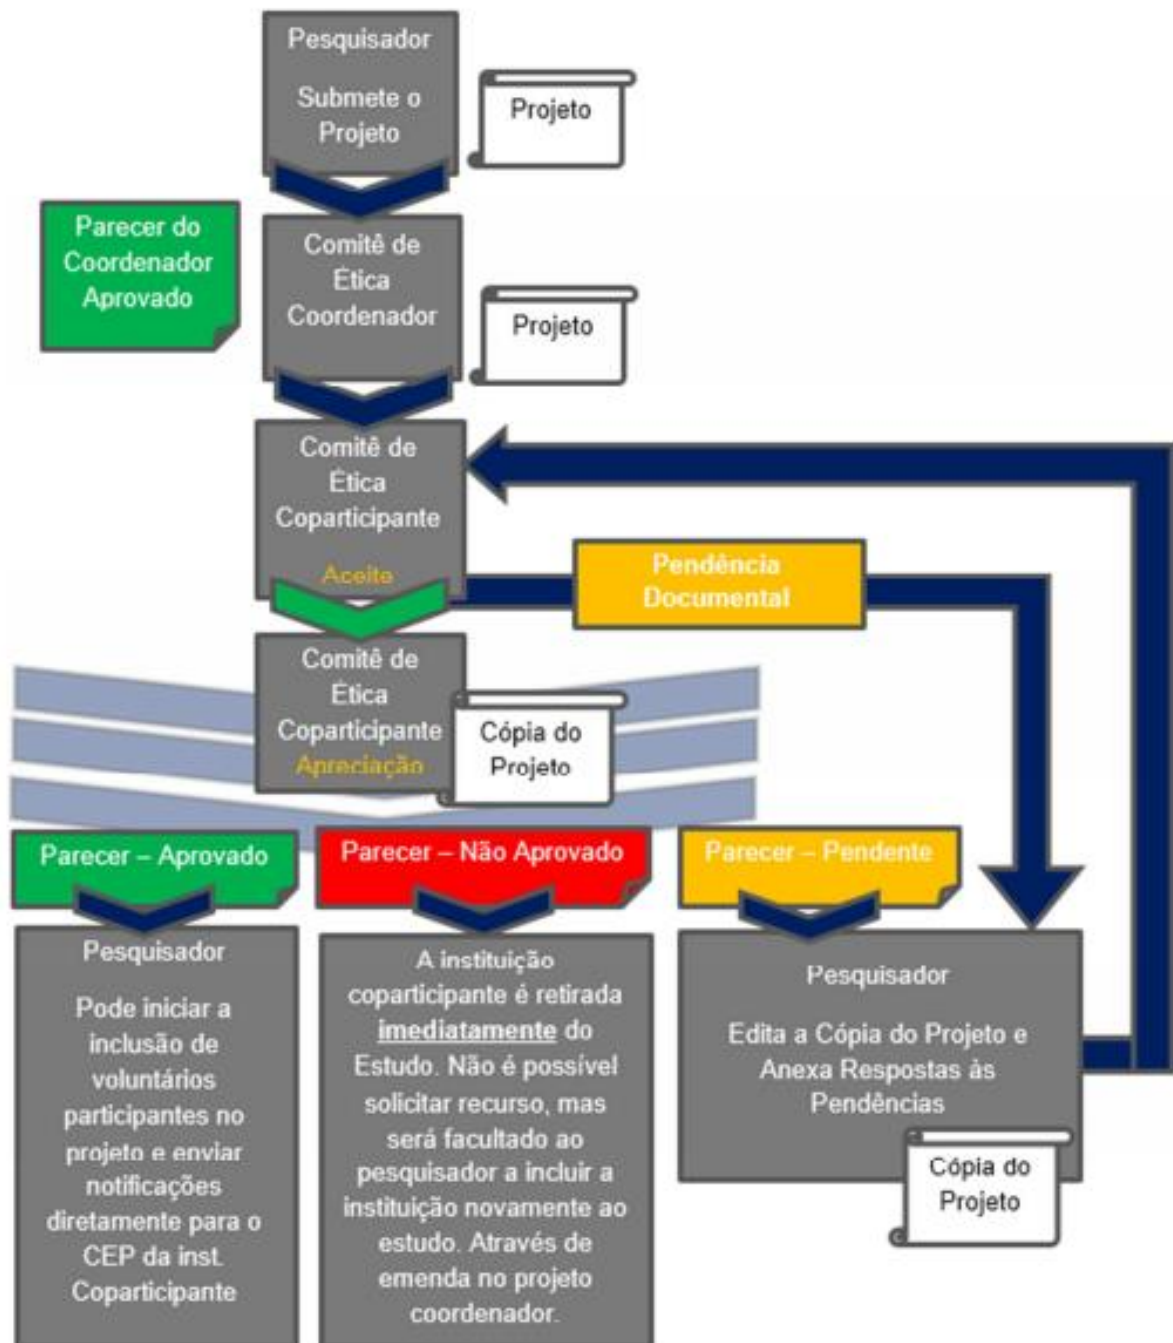 Pesquisador
Submete o
Projeto
Projeto
Parecer do
Coordenador
Aprovado
Comitê de
Ética
Coordenador
Projeto
Comitê de
Ética
Coparticipante
Aceito
Pendência
Documental
Comitê de
Ética
Coparticipante
Apreciação
Cópia do
Projeto
Parecer – Aprovado
Parecer – Não Aprovado
Parecer – Pendente
Pesquisador
Pode iniciar a
inclusão de
voluntários
participantes no
projeto e enviar
notificações
diretamente para o
CEP da inst.
Coparticipante
A instituição
coparticipante é retirada
imediatamente do
Estudo. Não é possível
solicitar recurso, mas
será facultado ao
pesquisador a incluir a
instituição novamente ao
estudo. Através de
emenda no projeto
coordenador.
Pesquisador
Edita a Cópia do Projeto e
Anexa Respostas às
Pendências
Cópia do
Projeto